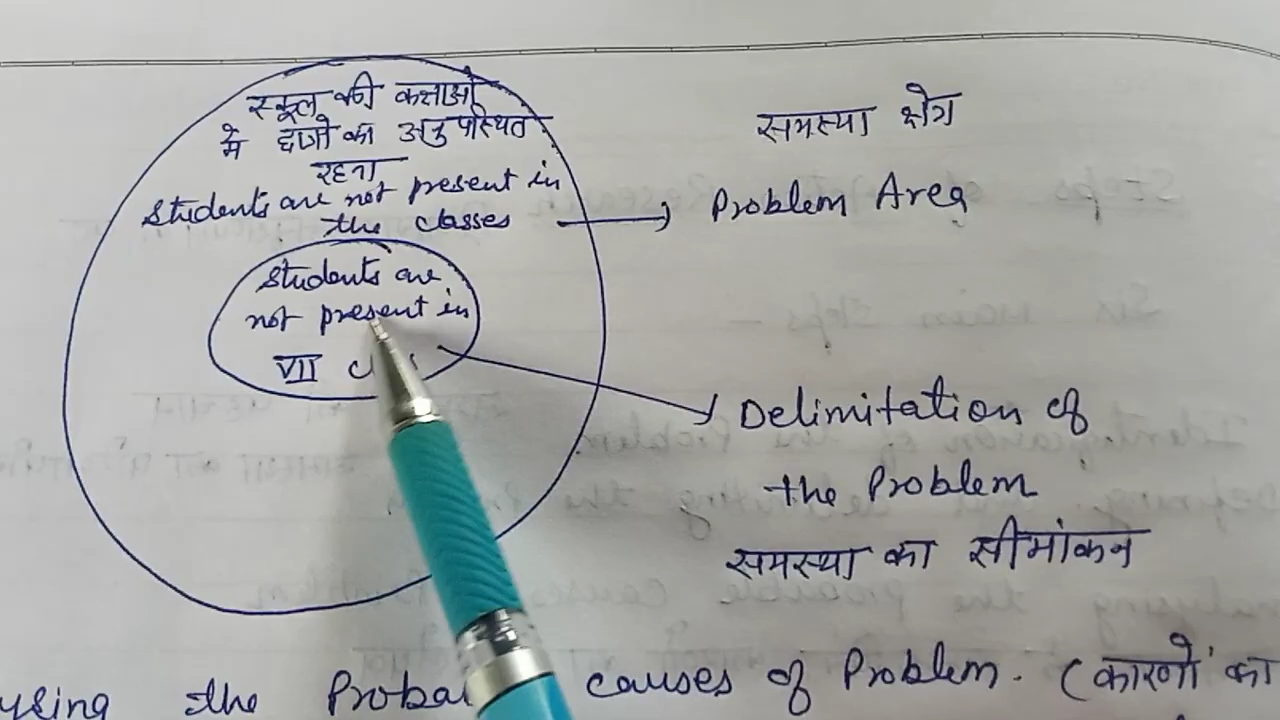 स्कूल की कक्षाओं
में छात्रों का अनुपस्थित
रहना
Students are not present in
the classes
समस्या क्षेत्र
Problem Area
Students are
not present in
VII
Delimitation of
the Problem
समस्या का सीमांकन
the causes of Problem. (कारणों का